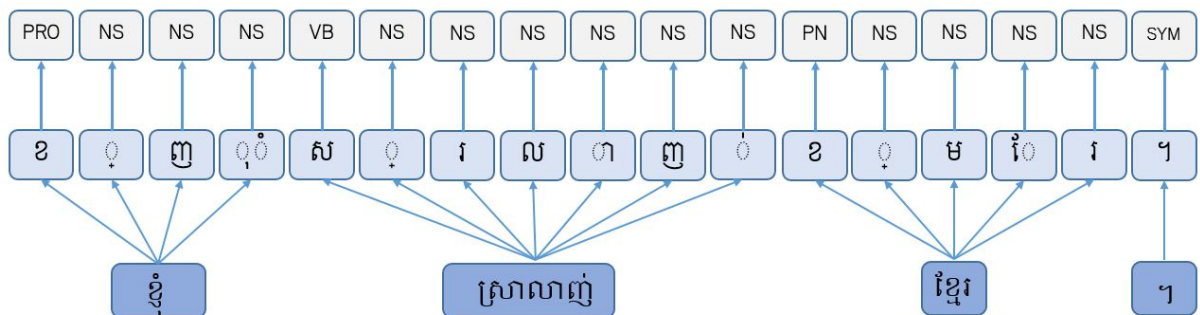 PRO NS NS NS VB NS NS NS NS NS NS PN NS NS NS NS SYM
ខ ្ ញ ុំ ស ្ រ ល ា ញ ់ ខ ្ ម ែ រ ។
ខ្ញុំ ស្រាលាញ់ ខ្មែរ ។